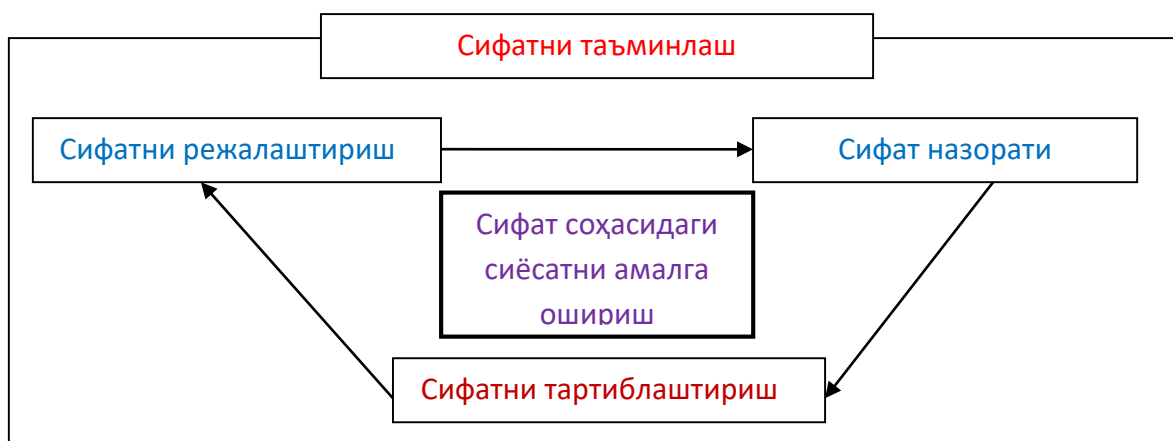 Сифатни таъминлаш
Сифатни режалаштириш
Сифат назорати
Сифат соҳасидаги
сиёсатни амалга
ошириш
Сифатни тартиблаштириш